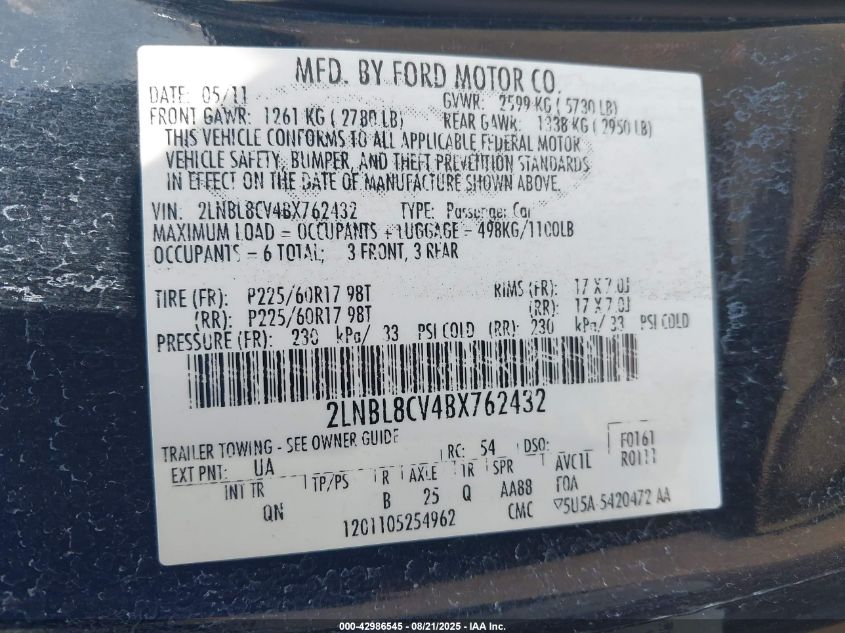 MFD. BY FORD MOTOR CO.
DATE: 05/11 GVWR: 2599 KG ( 5730 LB)
FRONT GAWR: 1261 KG ( 2780 LB) REAR GAWR: 1338 KG ( 2950 LB)
THIS VEHICLE CONFORMS TO ALL APPLICABLE FEDERAL MOTOR
VEHICLE SAFETY, BUMPER, AND THEFT PREVENTION STANDARDS
IN EFFECT ON THE DATE OF MANUFACTURE SHOWN ABOVE.
VIN: 2LNBL8CV4BX762432 TYPE: Passenger Car
MAXIMUM LOAD = OCCUPANTS + LUGGAGE = 498KG/1100LB
OCCUPANTS = 6 TOTAL; 3 FRONT, 3 REAR
TIRE (FR): P225/60R17 98T RIMS (FR): 17 X 7.0J
(RR): P225/60R17 98T (RR): 17 X 7.0J
PRESSURE (FR): 230 kPa/ 33 PSI COLD (RR): 230 kPa/ 33 PSI COLD
2LNBL8CV4BX762432
TRAILER TOWING - SEE OWNER GUIDE RC: 54 DSO: F0161
EXT PNT: UA R0111
INT TR TP/PS R AXLE TR SPR AVC1L
QN B 25 Q AA88 FOA
1201105254962 CMC 5U5A 5420472 AA
000-42986545 - 08/21/2025 - IAA Inc.